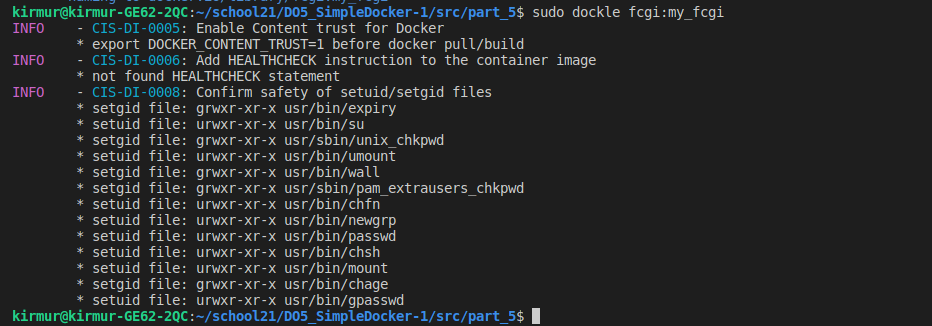 kirmur@kirmur-GE62-2QC:~/school21/DO5_SimpleDocker-1/src/part_5$ sudo dockle fcgi:my_fcgi
INFO    - CIS-DI-0005: Enable Content trust for Docker
        * export DOCKER_CONTENT_TRUST=1 before docker pull/build
INFO    - CIS-DI-0006: Add HEALTHCHECK instruction to the container image
        * not found HEALTHCHECK statement
INFO    - CIS-DI-0008: Confirm safety of setuid/setgid files
        * setgid file: grwxr-xr-x usr/bin/expiry
        * setuid file: urwxr-xr-x usr/bin/su
        * setgid file: grwxr-xr-x usr/sbin/unix_chkpwd
        * setuid file: urwxr-xr-x usr/bin/umount
        * setgid file: grwxr-xr-x usr/bin/wall
        * setgid file: grwxr-xr-x usr/sbin/pam_extrausers_chkpwd
        * setuid file: urwxr-xr-x usr/bin/chfn
        * setuid file: urwxr-xr-x usr/bin/newgrp
        * setuid file: urwxr-xr-x usr/bin/passwd
        * setuid file: urwxr-xr-x usr/bin/chsh
        * setuid file: urwxr-xr-x usr/bin/mount
        * setgid file: grwxr-xr-x usr/bin/chage
        * setuid file: urwxr-xr-x usr/bin/gpasswd
kirmur@kirmur-GE62-2QC:~/school21/DO5_SimpleDocker-1/src/part_5$